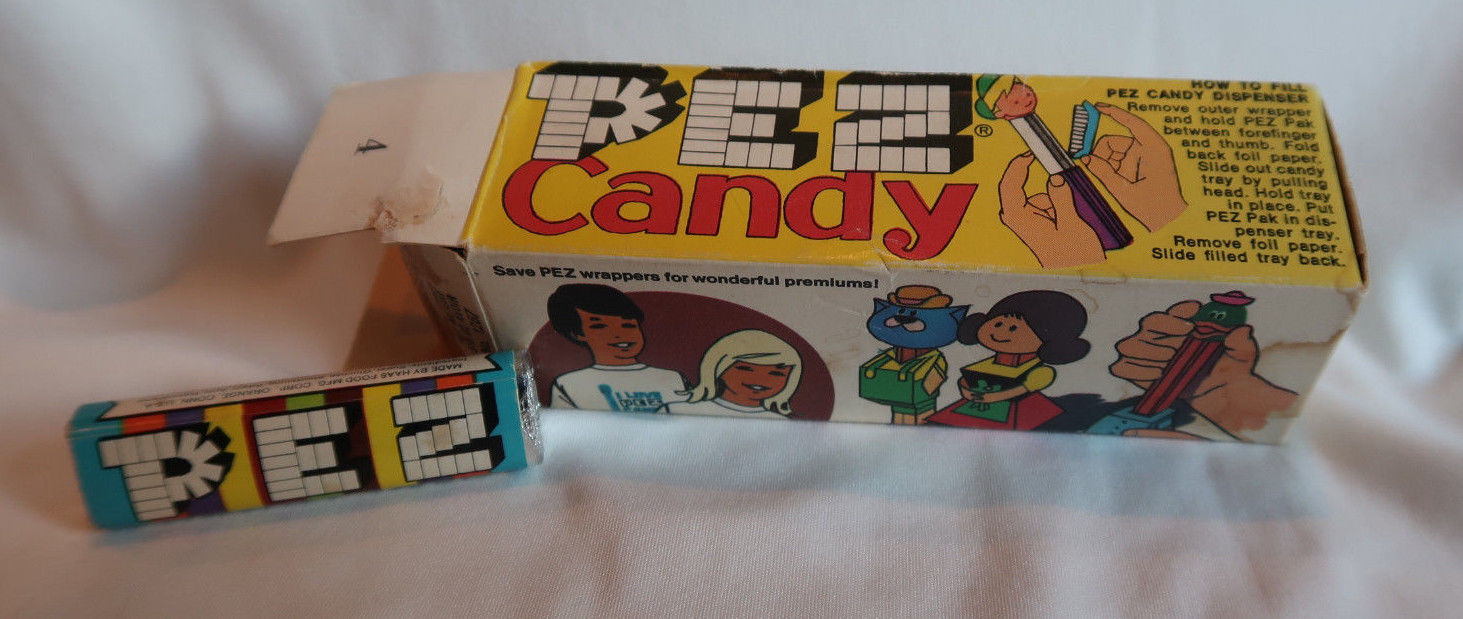 4
PEZ®
Candy
HOW TO FILL
PEZ CANDY DISPENSER
Remove outer wrapper
and hold PEZ Pak
between forefinger
and thumb. Fold
back foil paper.
Slide out candy
tray by pulling
head. Hold tray
in place. Put
PEZ Pak in dis-
penser tray.
Remove foil paper.
Slide filled tray back.
Save PEZ wrappers for wonderful premiums!
I LOVE
MADE BY HAAS FOOD MFG. CORP. ORANGE, CONN. U.S.A.
PEZ